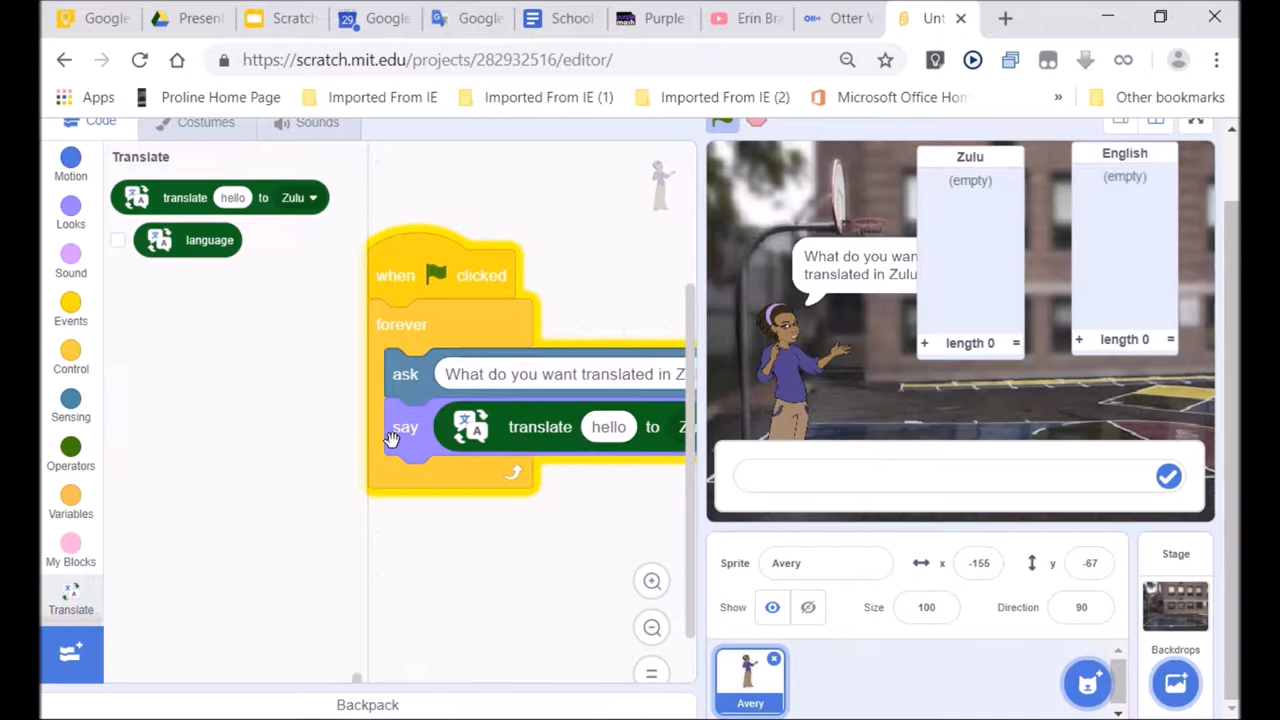 Google
Present
Scratch
29
Google
Google
School
Purple
Erin Bra
Otter V
Unt
https://scratch.mit.edu/projects/282932516/editor/
Apps
Proline Home Page
Imported From IE
Imported From IE (1)
Imported From IE (2)
Microsoft Office Hom
»
Other bookmarks
Code
Costumes
Sounds
Motion
Looks
Sound
Events
Control
Sensing
Operators
Variables
My Blocks
Translate
Translate
translate hello to Zulu
language
when clicked
forever
ask What do you want translated in Z
say translate hello to Zu
Backpack
What do you wan
translated in Zulu
Zulu
(empty)
+ length 0 =
English
(empty)
+ length 0 =
Sprite Avery x -155 y -67
Show Size 100 Direction 90
Avery
Stage
Backdrops